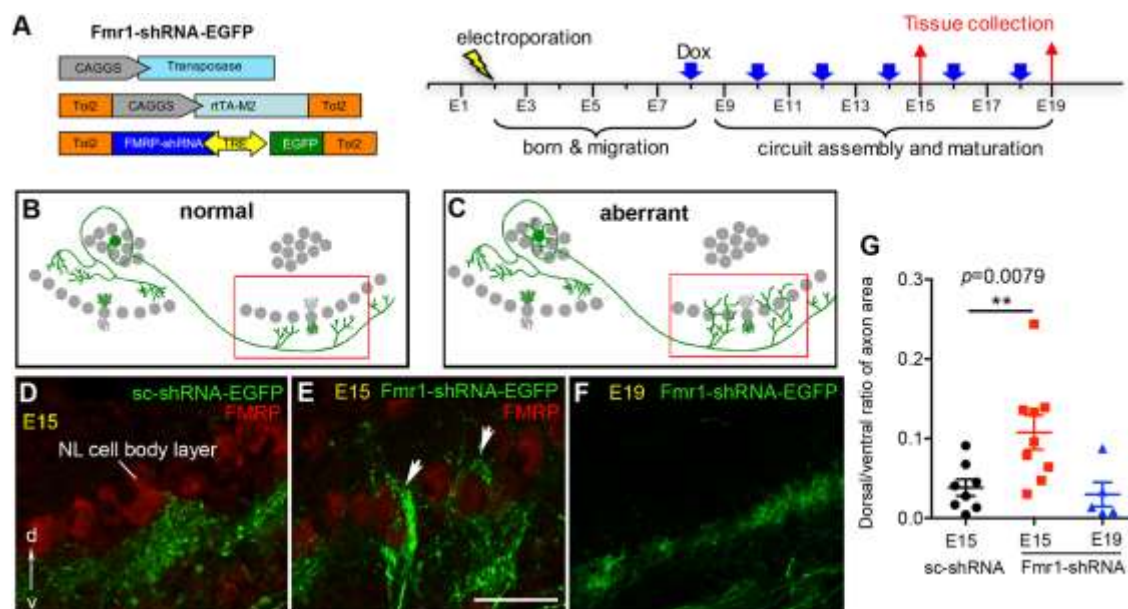 A
Fmr1-shRNA-EGFP
CAGGS
Transposase
Tol2
CAGGS
rtTA-M2
Tol2
Tol2
FMRP-shRNA
TRE
EGFP
Tol2
electroporation
Dox
Tissue collection
E1 E3 E5 E7 E9 E11 E13 E15 E17 E19
born & migration
circuit assembly and maturation
B
normal
C
aberrant
D
sc-shRNA-EGFP
E15
FMRP
NL cell body layer
d
v
E
E15 Fmr1-shRNA-EGFP
FMRP
F
E19 Fmr1-shRNA-EGFP
G
p=0.0079
**
Dorsal/ventral ratio of axon area
0.3
0.2
0.1
0.0
E15 E15 E19
sc-shRNA Fmr1-shRNA